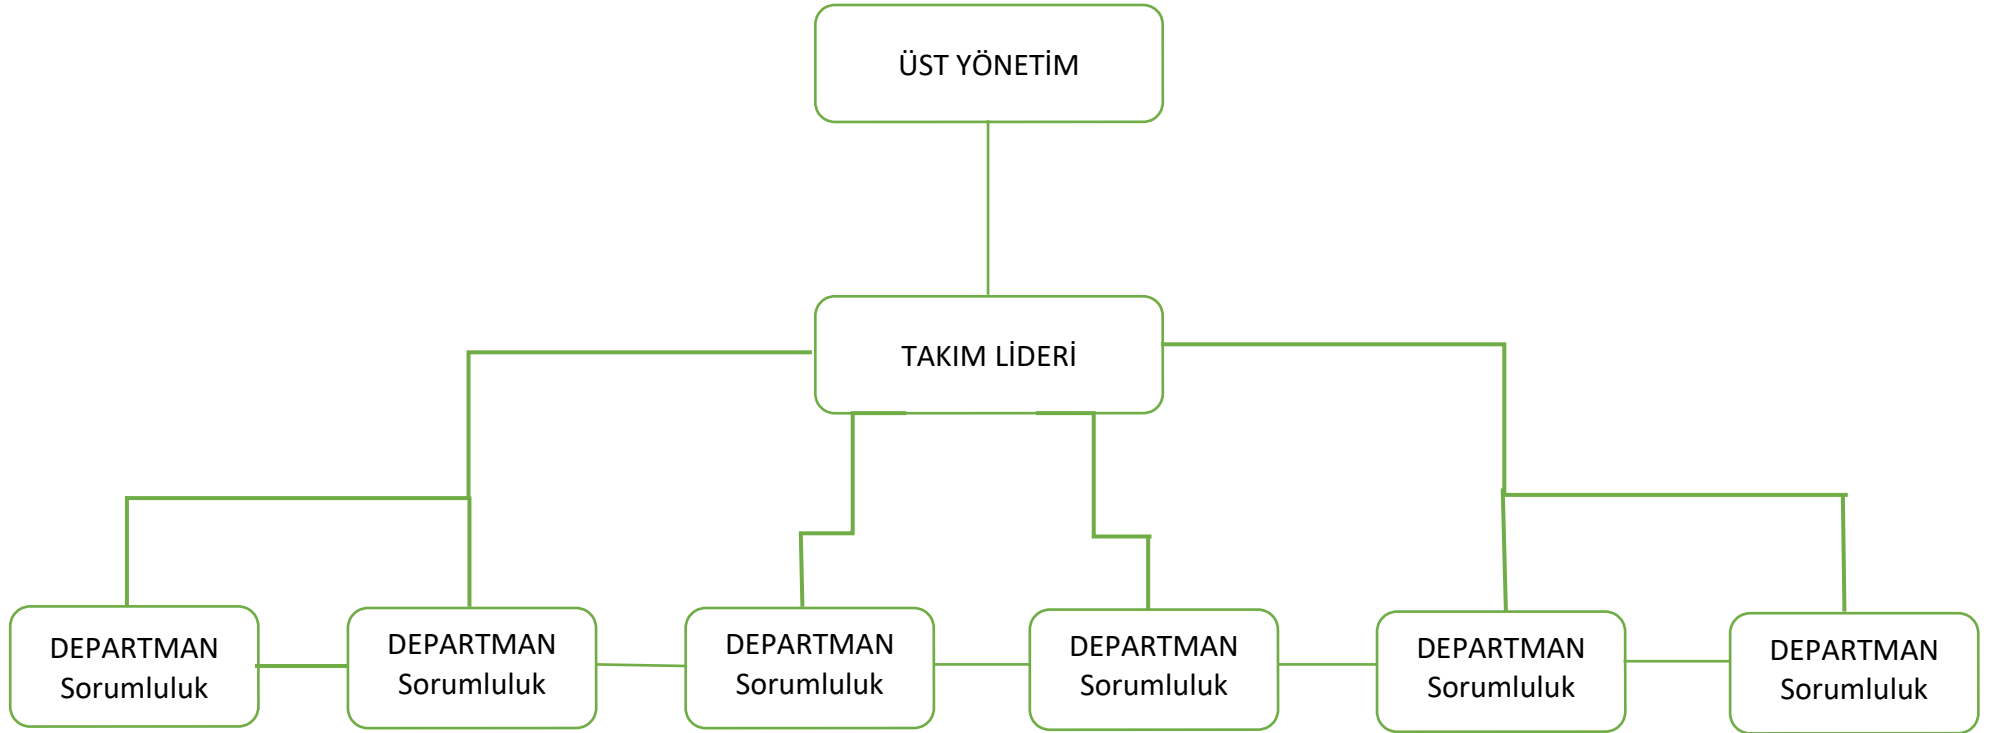 ÜST YÖNETİM
TAKIM LİDERİ
DEPARTMAN
Sorumluluk
DEPARTMAN
Sorumluluk
DEPARTMAN
Sorumluluk
DEPARTMAN
Sorumluluk
DEPARTMAN
Sorumluluk
DEPARTMAN
Sorumluluk